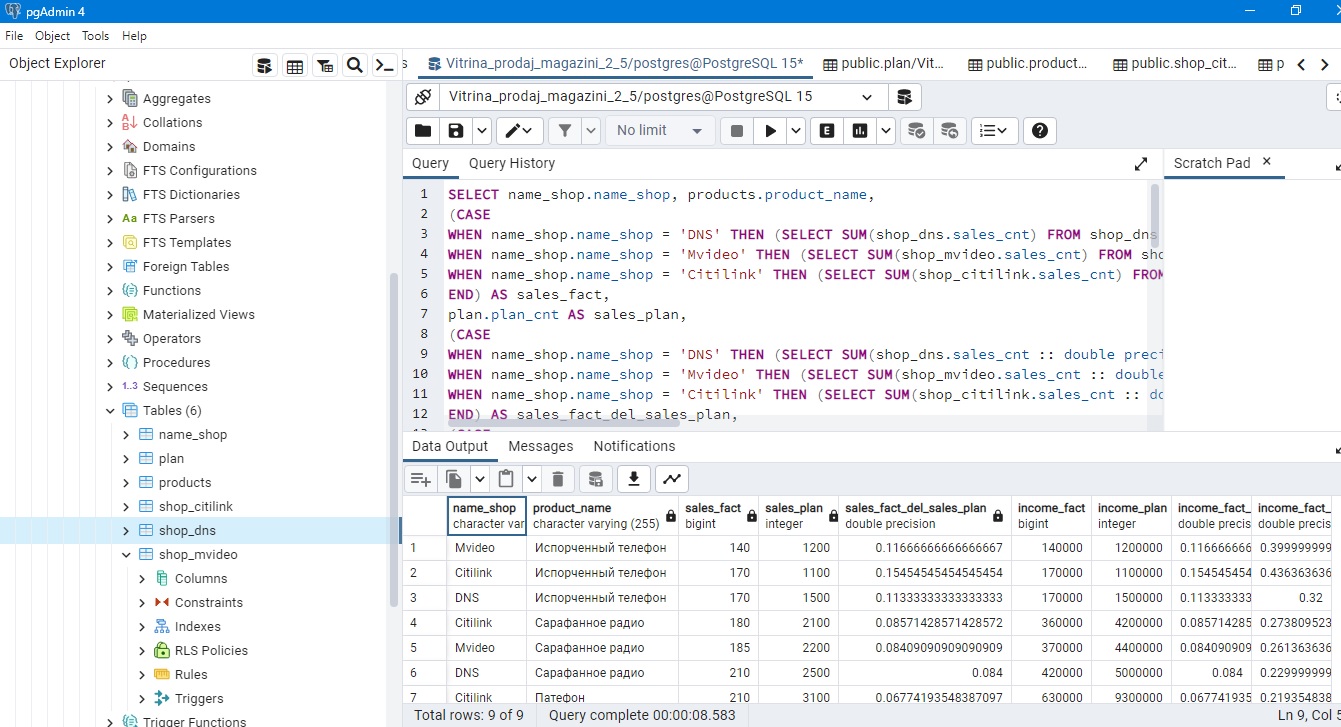 pgAdmin 4
File Object Tools Help
Object Explorer
Aggregates
Collations
Domains
FTS Configurations
FTS Dictionaries
Aa FTS Parsers
FTS Templates
Foreign Tables
Functions
Materialized Views
Operators
Procedures
1..3 Sequences
Tables (6)
name_shop
plan
products
shop_citilink
shop_dns
shop_mvideo
Columns
Constraints
Indexes
RLS Policies
Rules
Triggers
Trigger Functions
s Vitrina_prodaj_magazini_2_5/postgres@PostgreSQL 15* public.plan/Vit... public.product... public.shop_cit... p
Vitrina_prodaj_magazini_2_5/postgres@PostgreSQL 15
No limit E
Query Query History
Scratch Pad
1 SELECT name_shop.name_shop, products.product_name,
2 (CASE
3 WHEN name_shop.name_shop = 'DNS' THEN (SELECT SUM(shop_dns.sales_cnt) FROM shop_dns
4 WHEN name_shop.name_shop = 'Mvideo' THEN (SELECT SUM(shop_mvideo.sales_cnt) FROM sho
5 WHEN name_shop.name_shop = 'Citilink' THEN (SELECT SUM(shop_citilink.sales_cnt) FROM
6 END) AS sales_fact,
7 plan.plan_cnt AS sales_plan,
8 (CASE
9 WHEN name_shop.name_shop = 'DNS' THEN (SELECT SUM(shop_dns.sales_cnt :: double preci
10 WHEN name_shop.name_shop = 'Mvideo' THEN (SELECT SUM(shop_mvideo.sales_cnt :: double
11 WHEN name_shop.name_shop = 'Citilink' THEN (SELECT SUM(shop_citilink.sales_cnt :: do
12 END) AS sales_fact_del_sales_plan,
Data Output Messages Notifications
name_shop product_name sales_fact sales_plan sales_fact_del_sales_plan income_fact income_plan income_fact_ income_fact_
character var character varying (255) bigint integer double precision bigint integer double precis double precis
1 Mvideo Испорченный телефон 140 1200 0.11666666666666667 140000 1200000 0.116666666 0.399999999
2 Citilink Испорченный телефон 170 1100 0.15454545454545454 170000 1100000 0.154545454 0.436363636
3 DNS Испорченный телефон 170 1500 0.11333333333333333 170000 1500000 0.113333333 0.32
4 Citilink Сарафанное радио 180 2100 0.08571428571428572 360000 4200000 0.085714285 0.273809523
5 Mvideo Сарафанное радио 185 2200 0.08409090909090909 370000 4400000 0.084090909 0.261363636
6 DNS Сарафанное радио 210 2500 0.084 420000 5000000 0.084 0.229999999
7 Citilink Патефон 210 3100 0.06774193548387097 630000 9300000 0.067741935 0.219354838
Total rows: 9 of 9 Query complete 00:00:08.583 Ln 9, Col 5